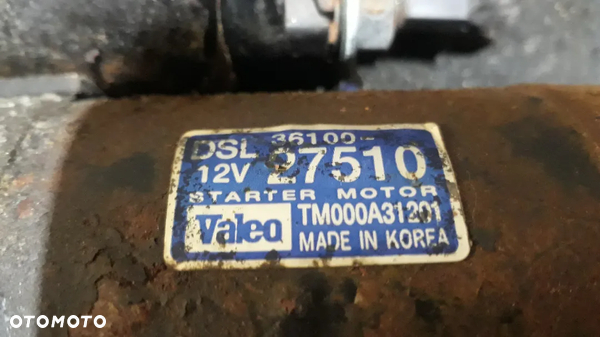 DSL 36100-
12V 27510
STARTER MOTOR
Valeo TM000A31201
MADE IN KOREA
OTOMOTO